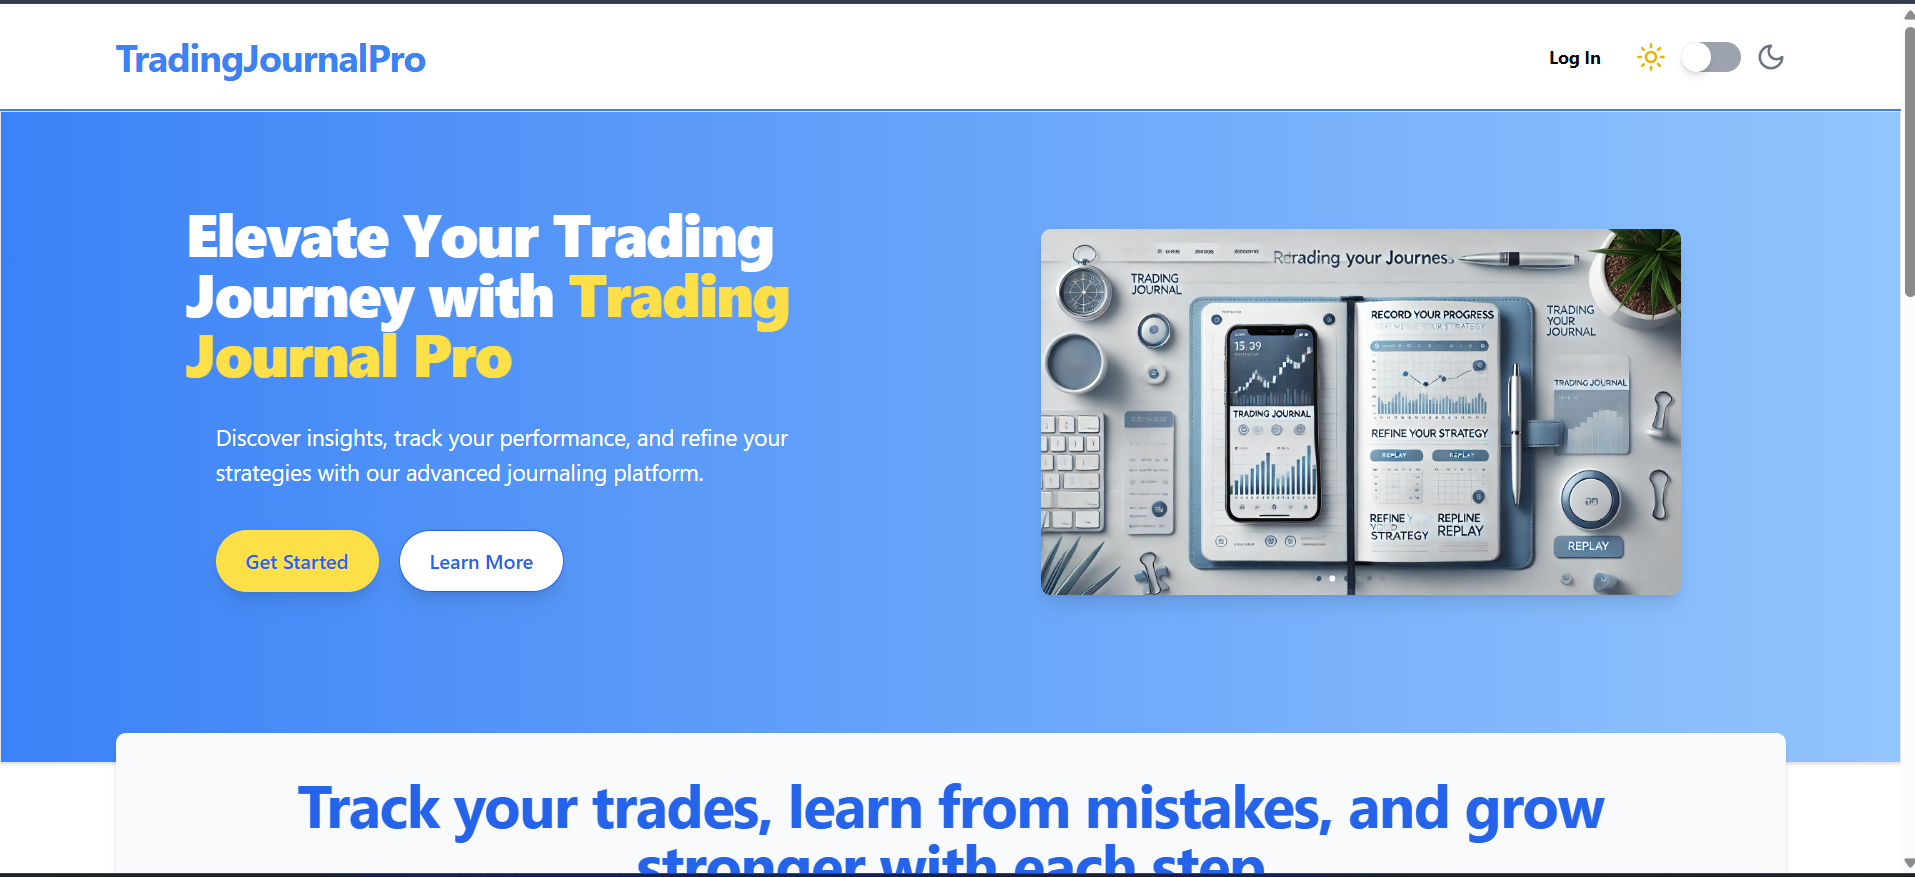 TradingJournalPro
Log In
Elevate Your Trading
Journey with Trading
Journal Pro
Discover insights, track your performance, and refine your
strategies with our advanced journaling platform.
Get Started
Learn More
Rdrading your Journes
TRADING
JOURNAL
RECORD YOUR PROGRESS
TRADING
YOUR
JOURNAL
15.39
TRADING JOURNAL
TRADING JOURNAL
REFINE YOUR STRATEGY
REPLAY
REPLAY
REFINE
STRATEGY
REPLINE
REPLAY
REPLAY
Track your trades, learn from mistakes, and grow
stronger with each step